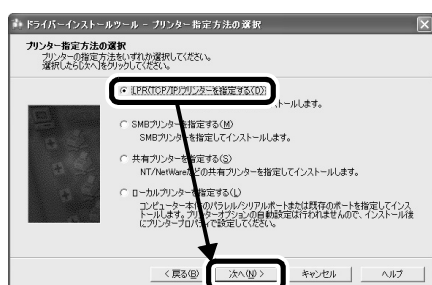 ドライバーインストールツール - プリンター指定方法の選択
プリンター指定方法の選択
プリンターの指定方法をいずれか選択してください。
選択したら[次へ]をクリックしてください。
LPR(TCP/IP)プリンターを指定する(O)
トールします。
SMBプリンターを指定する(M)
SMBプリンターを指定してインストールします。
共有プリンターを指定する(S)
NT/NetWareなどの共有プリンターを指定してインストールします。
ローカルプリンターを指定する(L)
コンピューター本体のパラレル/シリアルポートまたは既存のポートを指定してインス
トールします。プリンターオプションの自動設定は行われませんので、インストール後
にプリンタープロパティで設定してください。
< 戻る(B)
次へ(N) >
キャンセル
ヘルプ